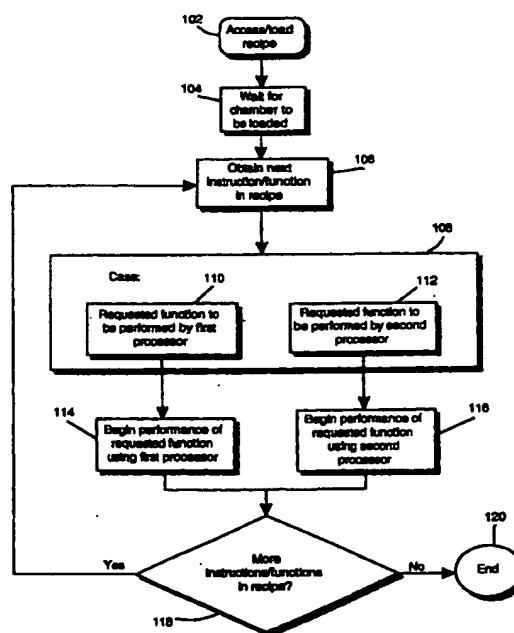 102
Access/load
recipe
104
Wait for
chamber to
be loaded
106
Obtain next
instruction/function
in recipe
108
Case:
110
Requested function to
be performed by first
processor
112
Requested function to
be performed by second
processor
114
Begin performance of
requested function
using first processor
116
Begin performance of
requested function
using second
processor
Yes
More
instructions/functions
in recipe?
No
120
End
118